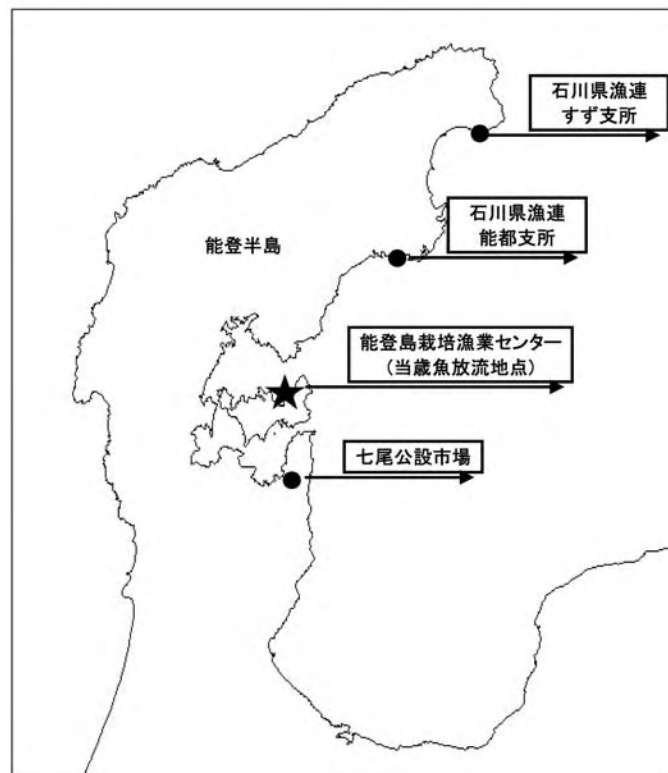 石川県漁連
すず支所
石川県漁連
能都支所
能登半島
能登島栽培漁業センター
（当歳魚放流地点）
七尾公設市場